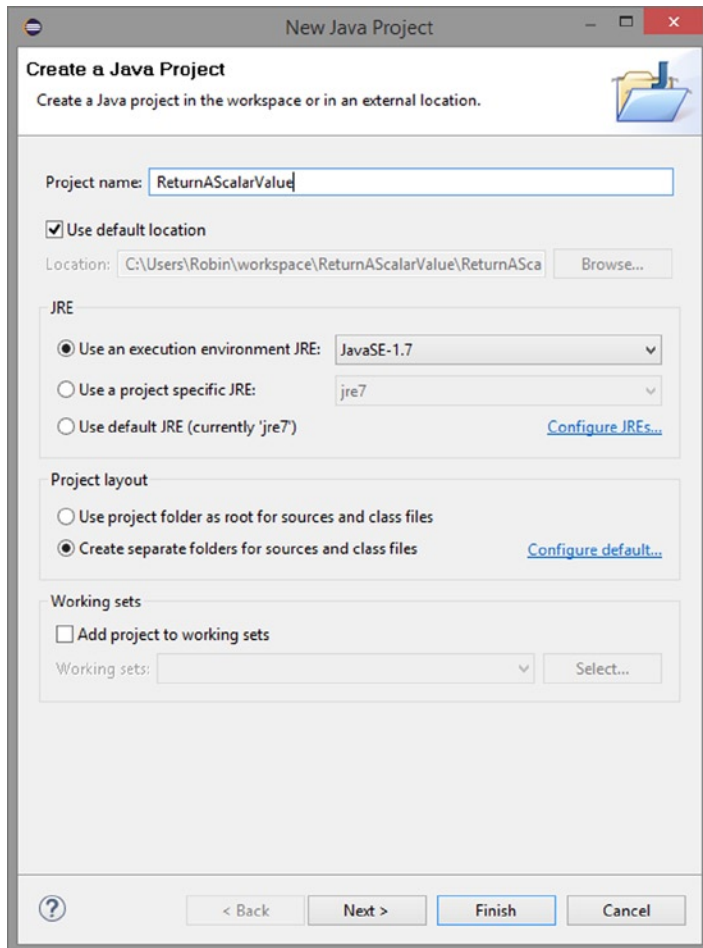 New Java Project
Create a Java Project
Create a Java project in the workspace or in an external location.
Project name: ReturnAScalarValue
Use default location
Location: C:\Users\Robin\workspace\ReturnAScalarValue\ReturnASca Browse...
JRE
Use an execution environment JRE: JavaSE-1.7
Use a project specific JRE: jre7
Use default JRE (currently 'jre7') Configure JREs...
Project layout
Use project folder as root for sources and class files
Create separate folders for sources and class files Configure default...
Working sets
Add project to working sets
Working sets: Select...
? < Back Next > Finish Cancel